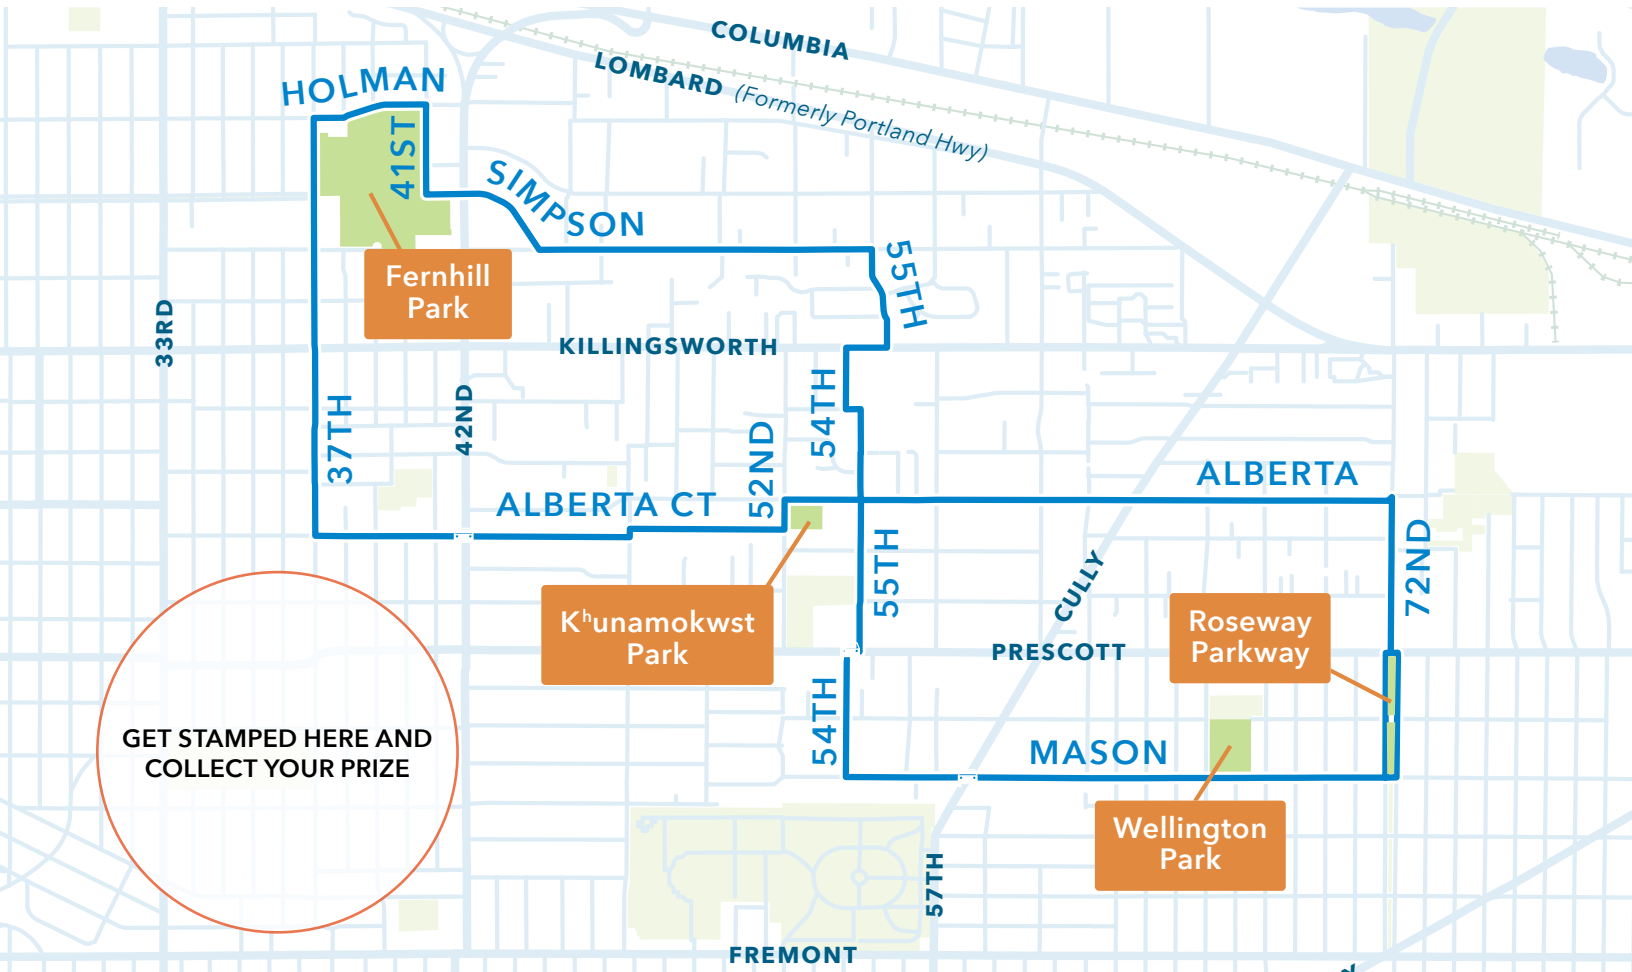 COLUMBIA
LOMBARD (Formerly Portland Hwy)
HOLMAN
41ST
SIMPSON
55TH
Fernhill
Park
33RD
KILLINGSWORTH
37TH
42ND
54TH
52ND
ALBERTA CT
ALBERTA
55TH
72ND
CULLY
Kʰunamokwst
Park
PRESCOTT
Roseway
Parkway
54TH
MASON
GET STAMPED HERE AND
COLLECT YOUR PRIZE
Wellington
Park
57TH
FREMONT